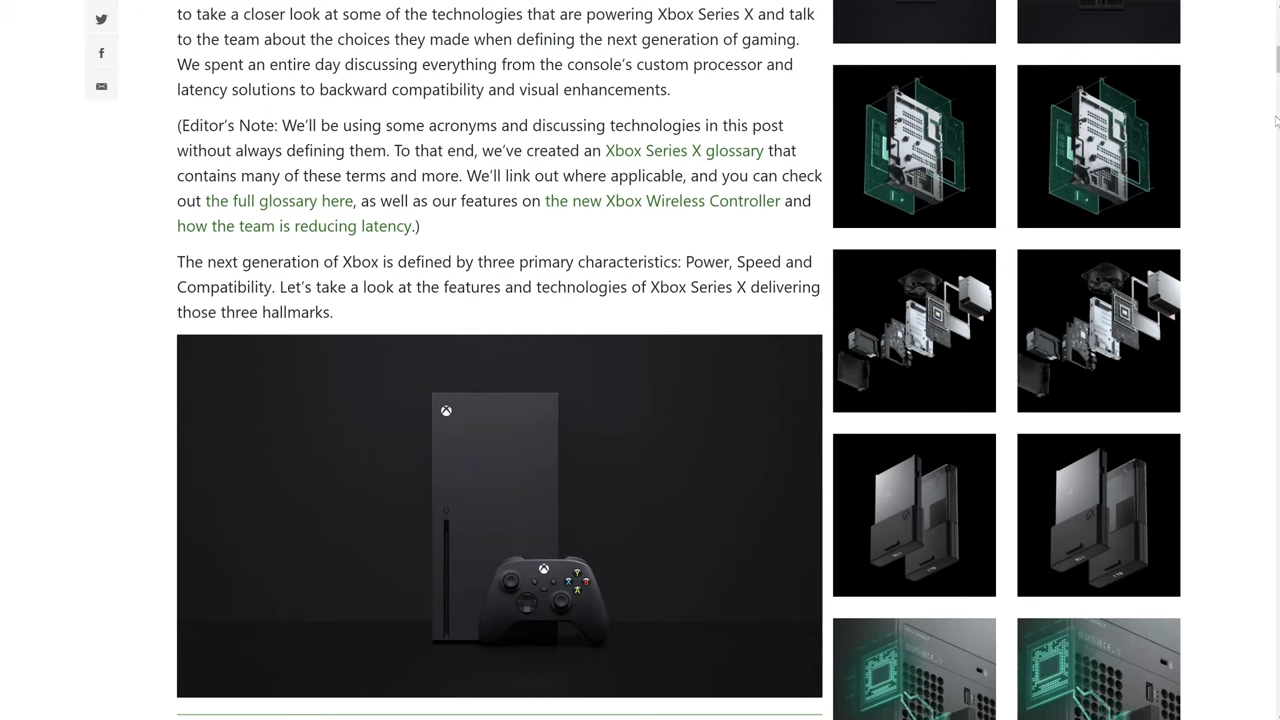 to take a closer look at some of the technologies that are powering Xbox Series X and talk
to the team about the choices they made when defining the next generation of gaming.
We spent an entire day discussing everything from the console's custom processor and
latency solutions to backward compatibility and visual enhancements.
(Editor's Note: We'll be using some acronyms and discussing technologies in this post
without always defining them. To that end, we've created an Xbox Series X glossary that
contains many of these terms and more. We'll link out where applicable, and you can check
out the full glossary here, as well as our features on the new Xbox Wireless Controller and
how the team is reducing latency.)
The next generation of Xbox is defined by three primary characteristics: Power, Speed and
Compatibility. Let's take a look at the features and technologies of Xbox Series X delivering
those three hallmarks.